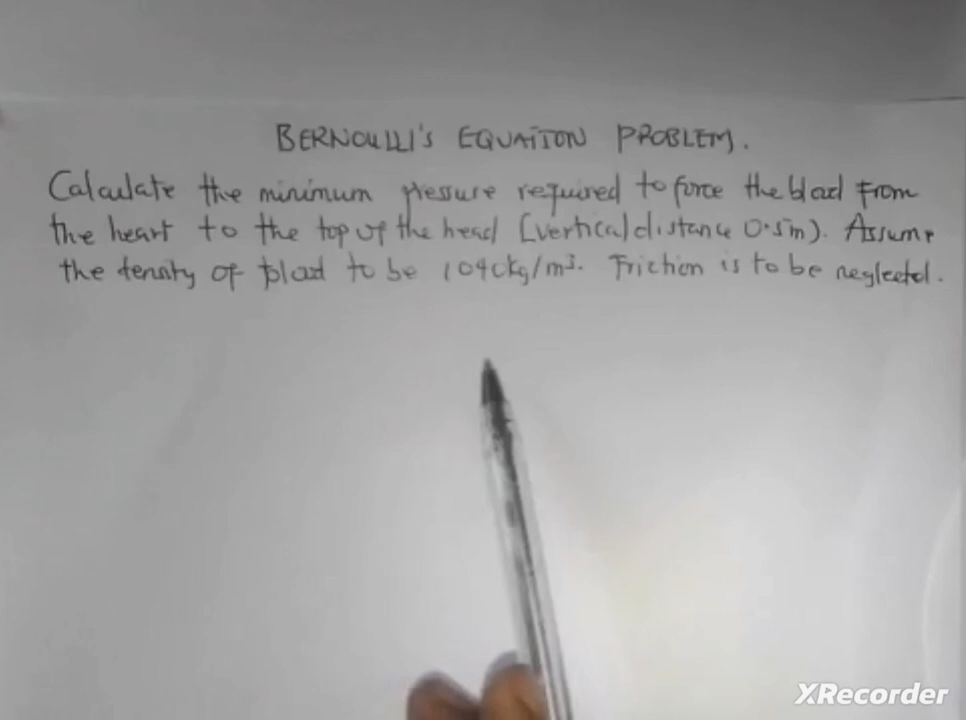 BERNOULLI'S EQUAITON PROBLEM.
Calculate the minimum pressure required to force the blood from
the heart to the top of the head (vertical distance 0.5m). Assume
the density of blood to be 1040kg/m³. Friction is to be neglected.
XRecorder